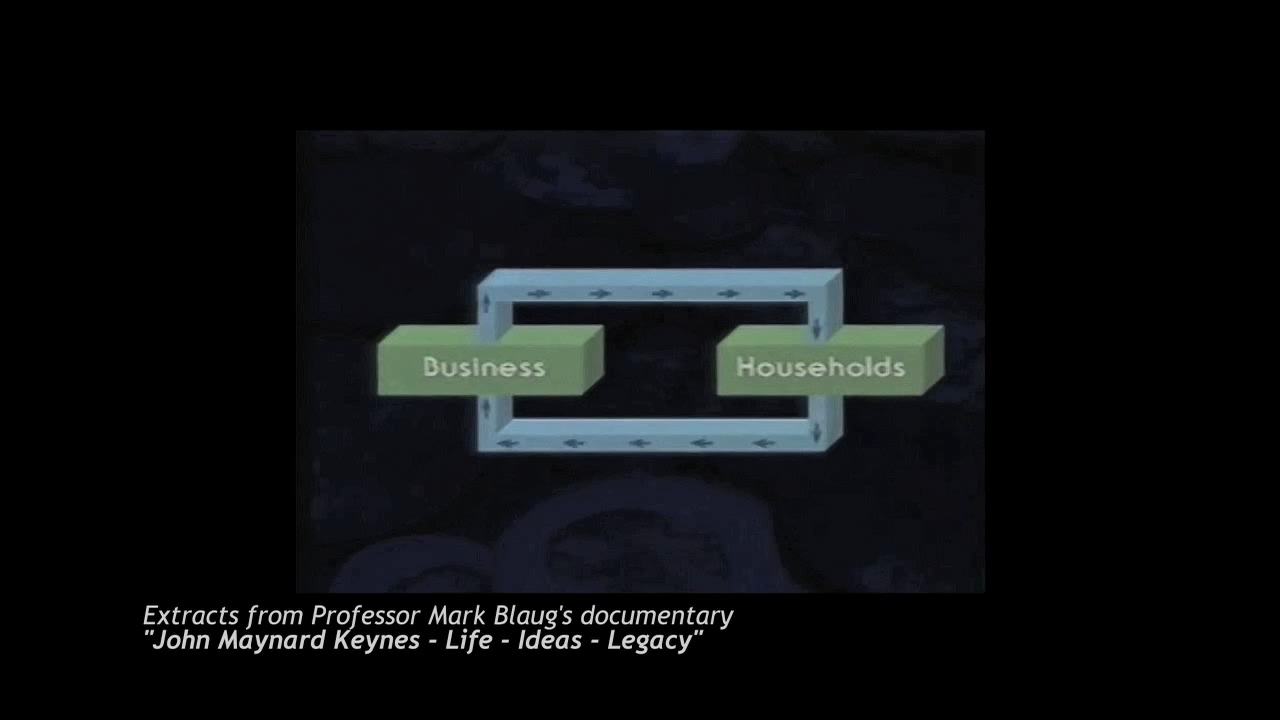 Business
Households
Extracts from Professor Mark Blaug's documentary
"John Maynard Keynes - Life - Ideas - Legacy"